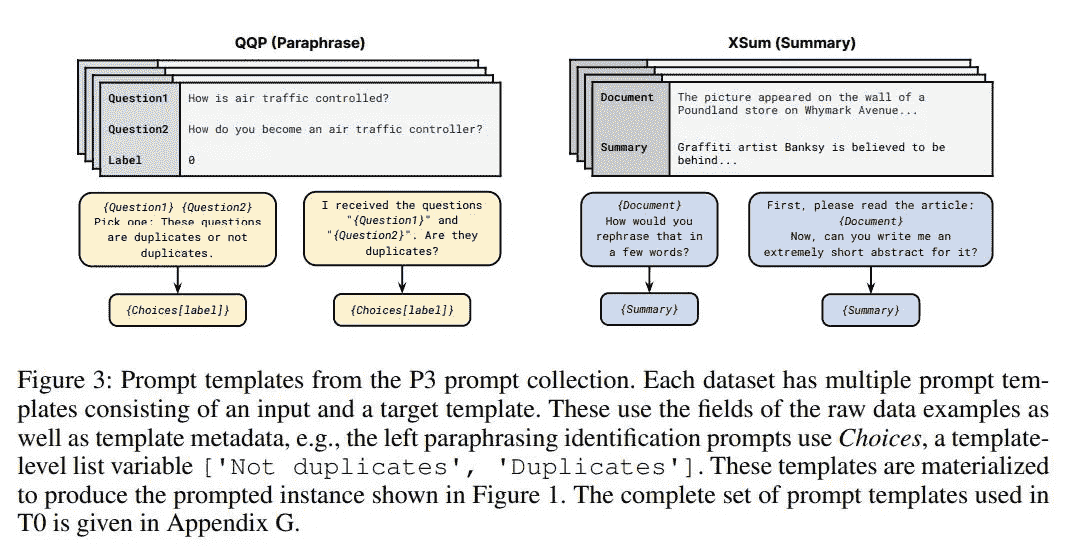 QQP (Paraphrase)
Question1 How is air traffic controlled?
Question2 How do you become an air traffic controller?
Label 0
{Question1} {Question2}
Pick one: These questions
are duplicates or not
duplicates.
{Choices[label]}
I received the questions
"{Question1}" and
"{Question2}". Are they
duplicates?
{Choices[label]}
XSum (Summary)
Document The picture appeared on the wall of a
Poundland store on Whymark Avenue...
Summary Graffiti artist Banksy is believed to be
behind...
{Document}
How would you
rephrase that in
a few words?
{Summary}
First, please read the article:
{Document}
Now, can you write me an
extremely short abstract for it?
{Summary}
Figure 3: Prompt templates from the P3 prompt collection. Each dataset has multiple prompt tem-
plates consisting of an input and a target template. These use the fields of the raw data examples as
well as template metadata, e.g., the left paraphrasing identification prompts use Choices, a template-
level list variable ['Not duplicates', 'Duplicates']. These templates are materialized
to produce the prompted instance shown in Figure 1. The complete set of prompt templates used in
T0 is given in Appendix G.